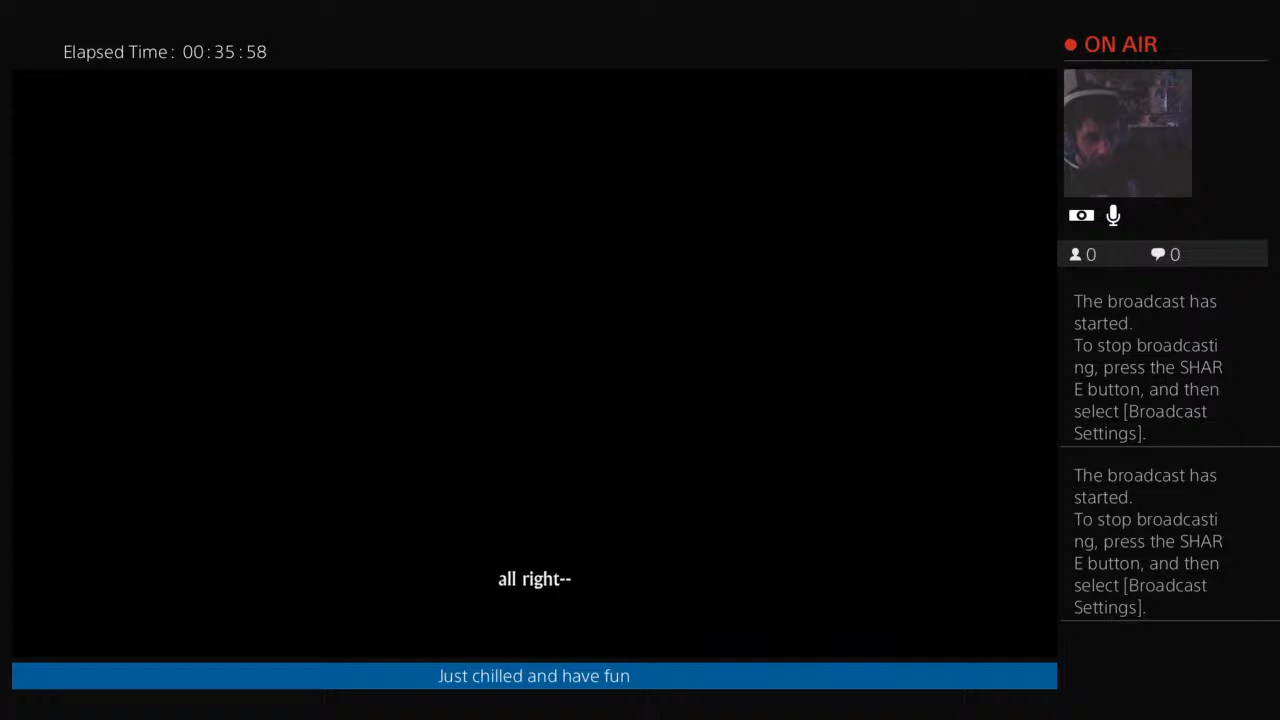 Elapsed Time: 00:35:58
ON AIR
0
0
The broadcast has
started.
To stop broadcasti
ng, press the SHAR
E button, and then
select [Broadcast
Settings].
The broadcast has
started.
To stop broadcasti
ng, press the SHAR
E button, and then
select [Broadcast
Settings].
all right--
Just chilled and have fun